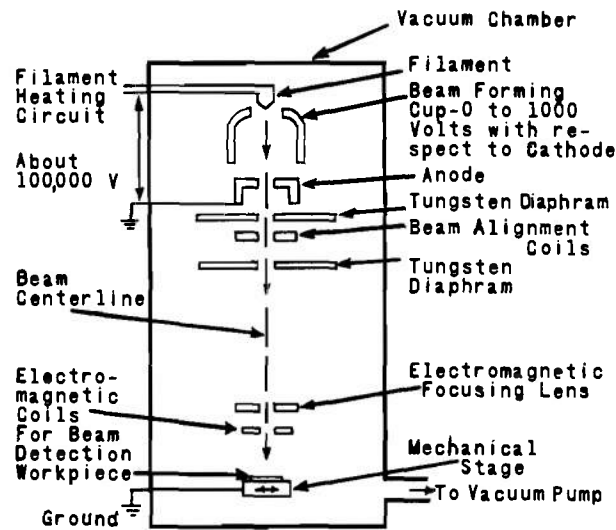 Vacuum Chamber
Filament
Heating
Circuit
About
100,000 V
Filament
Beam Forming
Cup-0 to 1000
Volts with re-
spect to Cathode
Anode
Tungsten Diaphram
Beam Alignment
Coils
Tungsten
Diaphram
Beam
Centerline
Electro-
magnetic
Coils
For Beam
Detection
Workpiece
Ground
Electromagnetic
Focusing Lens
Mechanical
Stage
To Vacuum Pump